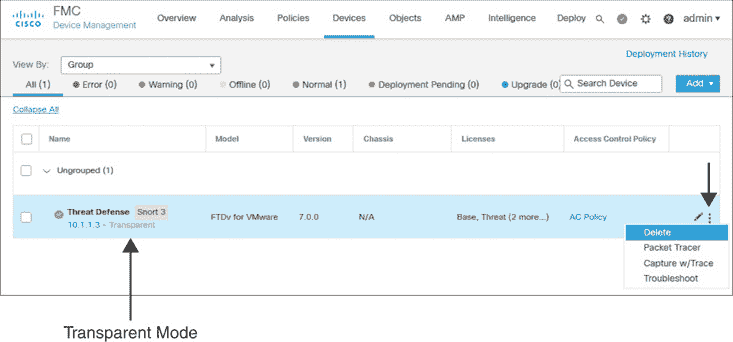 CISCO
FMC
Device Management
Overview Analysis Policies Devices Objects AMP Intelligence Deploy admin
Deployment History
View By: Group
All (1) Error (0) Warning (0) Offline (0) Normal (1) Deployment Pending (0) Upgrade (0) Search Device Add
Collapse All
Name Model Version Chassis Licenses Access Control Policy
Ungrouped (1)
Threat Defense Snort 3
10.1.1.3 - Transparent
FTDv for VMware 7.0.0 N/A Base, Threat (2 more...) AC Policy
Delete
Packet Tracer
Capture w/Trace
Troubleshoot
Transparent Mode